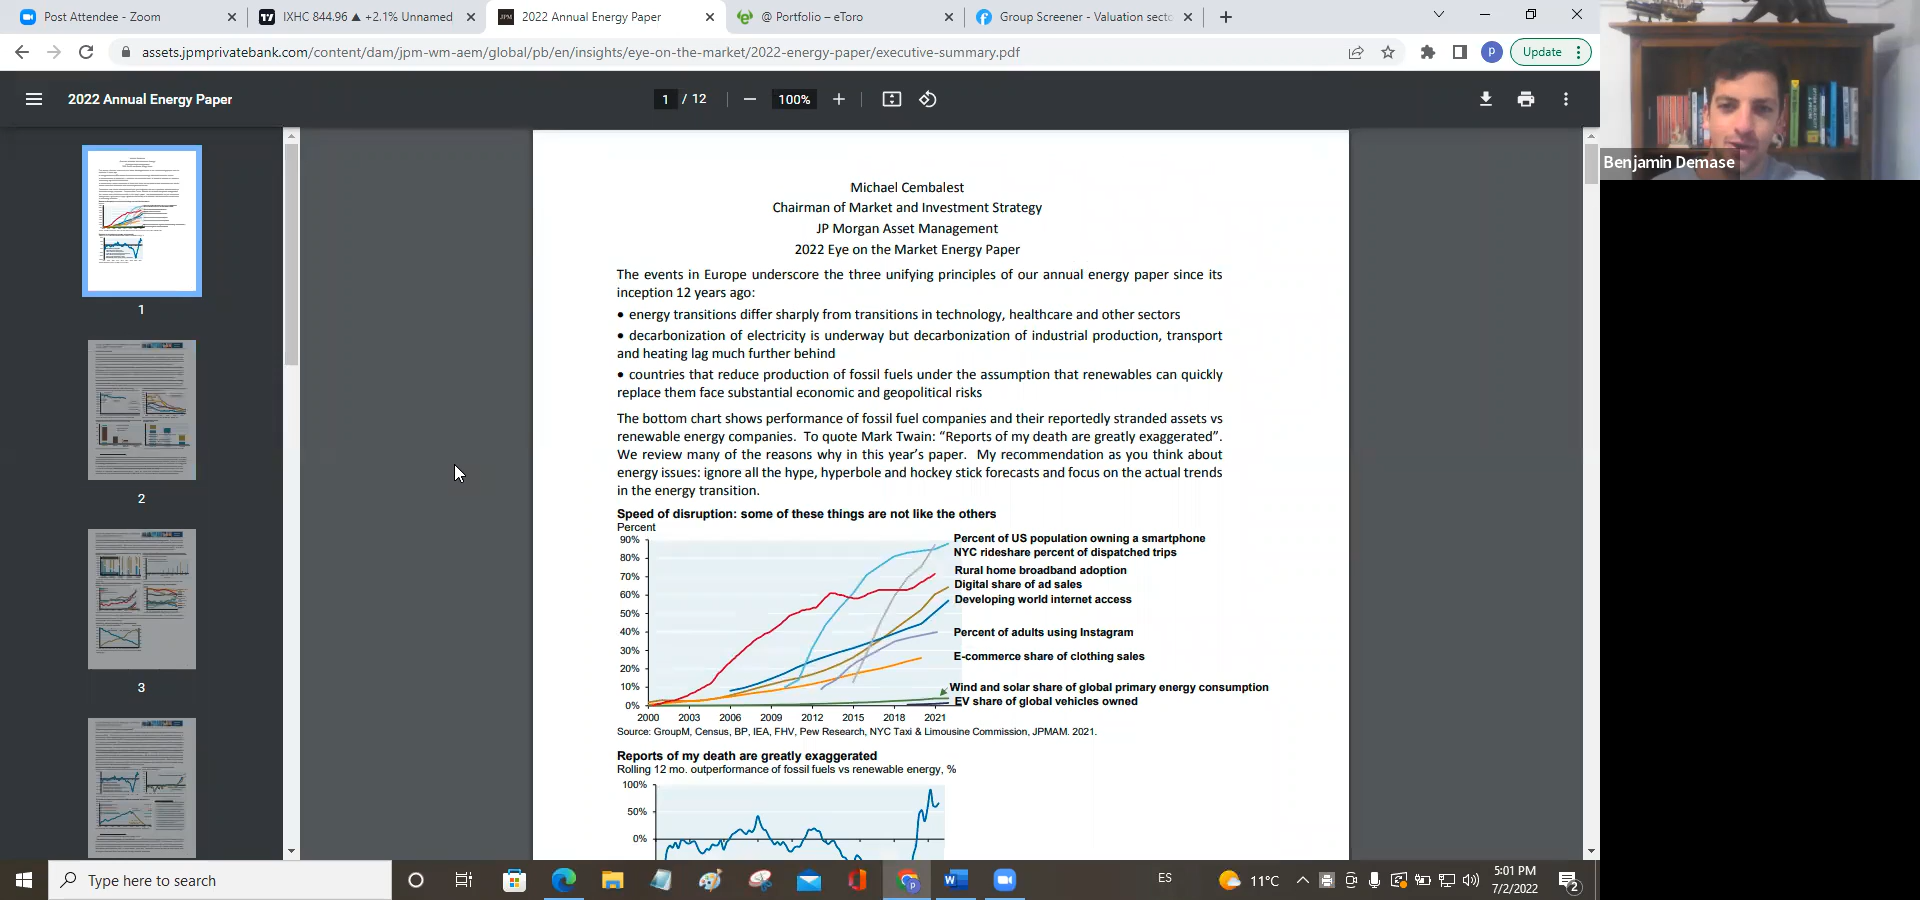 Post Attendee - Zoom
IXHC 844.96 ▲ +2.1% Unnamed
2022 Annual Energy Paper
@ Portfolio – eToro
Group Screener - Valuation secto
assets.jpmprivatebank.com/content/dam/jpm-wm-aem/global/pb/en/insights/eye-on-the-market/2022-energy-paper/executive-summary.pdf
P
Update
2022 Annual Energy Paper
1 / 12
100%
Benjamin Demase
1
2
3
Michael Cembalest
Chairman of Market and Investment Strategy
JP Morgan Asset Management
2022 Eye on the Market Energy Paper
The events in Europe underscore the three unifying principles of our annual energy paper since its
inception 12 years ago:
• energy transitions differ sharply from transitions in technology, healthcare and other sectors
• decarbonization of electricity is underway but decarbonization of industrial production, transport
and heating lag much further behind
• countries that reduce production of fossil fuels under the assumption that renewables can quickly
replace them face substantial economic and geopolitical risks
The bottom chart shows performance of fossil fuel companies and their reportedly stranded assets vs
renewable energy companies. To quote Mark Twain: “Reports of my death are greatly exaggerated”.
We review many of the reasons why in this year’s paper. My recommendation as you think about
energy issues: ignore all the hype, hyperbole and hockey stick forecasts and focus on the actual trends
in the energy transition.
Speed of disruption: some of these things are not like the others
Percent
90%
80%
70%
60%
50%
40%
30%
20%
10%
0%
2000 2003 2006 2009 2012 2015 2018 2021
Percent of US population owning a smartphone
NYC rideshare percent of dispatched trips
Rural home broadband adoption
Digital share of ad sales
Developing world internet access
Percent of adults using Instagram
E-commerce share of clothing sales
Wind and solar share of global primary energy consumption
EV share of global vehicles owned
Source: GroupM, Census, BP, IEA, FHV, Pew Research, NYC Taxi & Limousine Commission, JPMAM. 2021.
Reports of my death are greatly exaggerated
Rolling 12 mo. outperformance of fossil fuels vs renewable energy, %
100%
50%
0%
Type here to search
ES
11°C
5:01 PM
7/2/2022
2